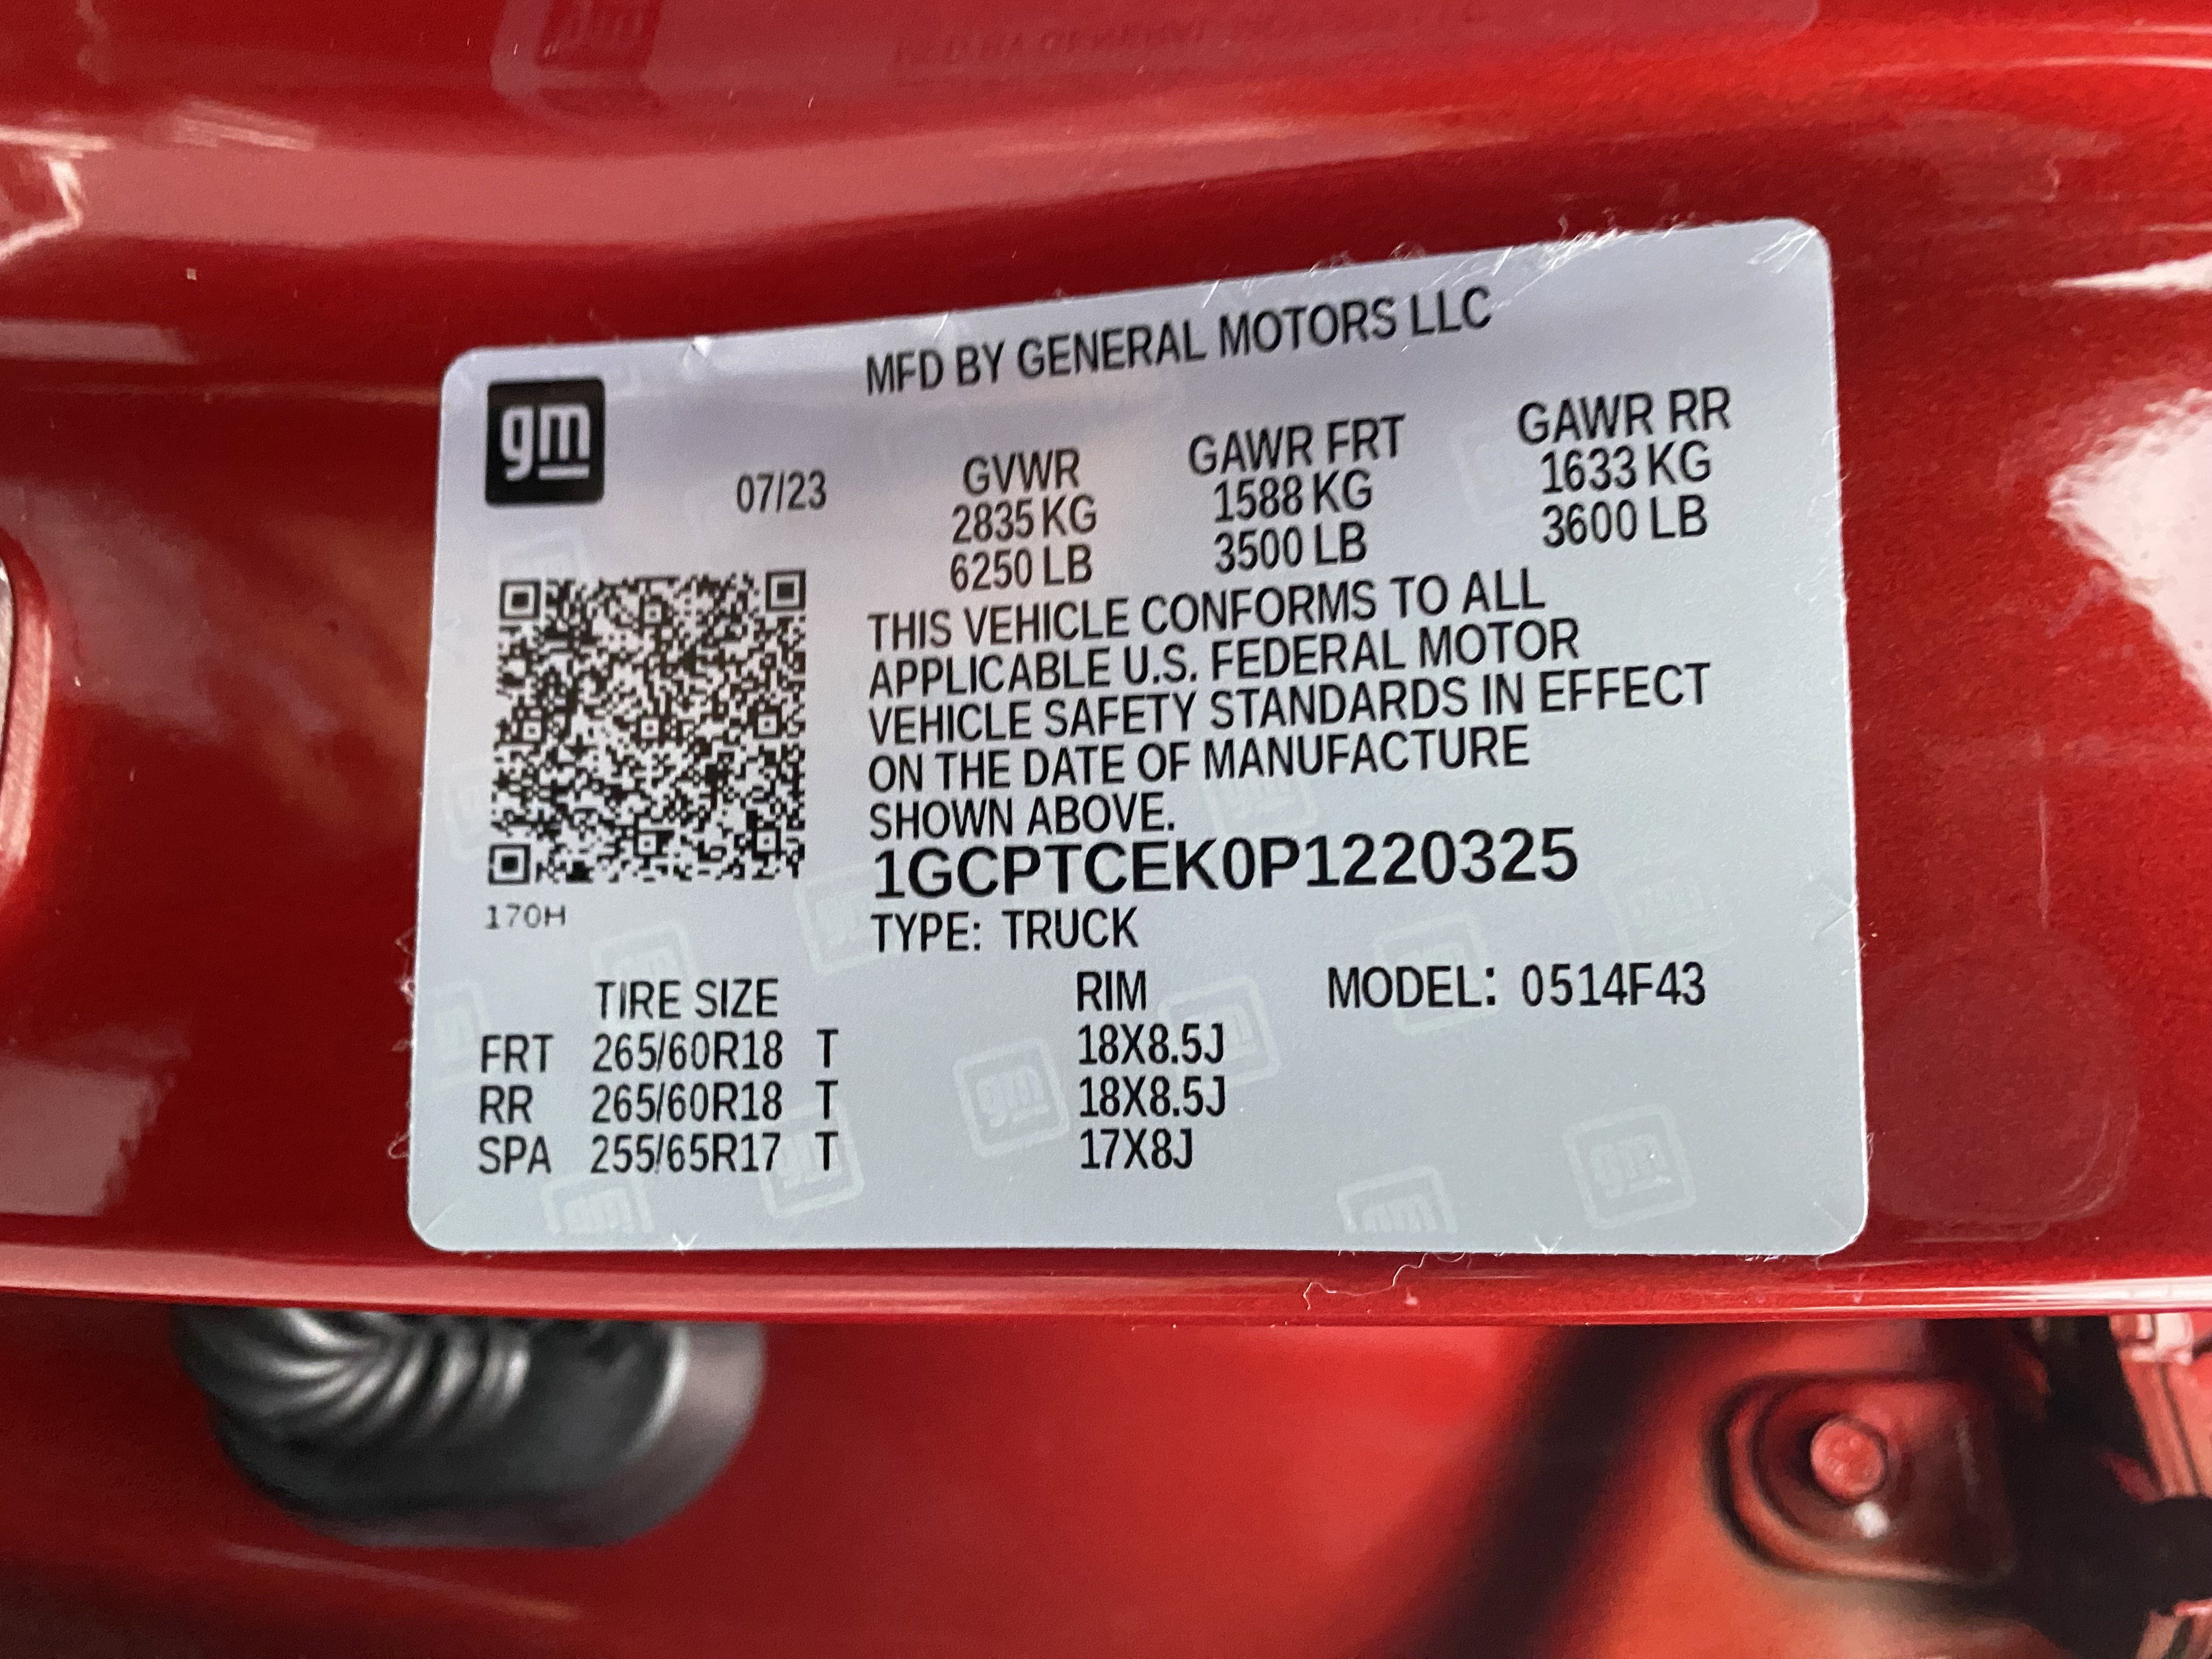 MFD BY GENERAL MOTORS LLC
gm
07/23
GVWR GAWR FRT GAWR RR
2835 KG 1588 KG 1633 KG
6250 LB 3500 LB 3600 LB
THIS VEHICLE CONFORMS TO ALL
APPLICABLE U.S. FEDERAL MOTOR
VEHICLE SAFETY STANDARDS IN EFFECT
ON THE DATE OF MANUFACTURE
SHOWN ABOVE.
1GCPTCEK0P1220325
170H
TYPE: TRUCK
TIRE SIZE RIM MODEL: 0514F43
FRT 265/60R18 T 18X8.5J
RR 265/60R18 T 18X8.5J
SPA 255/65R17 T 17X8J